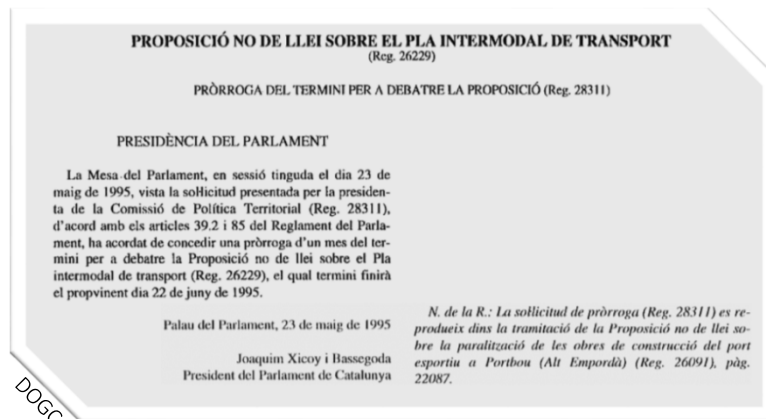 PROPOSICIÓ NO DE LLEI SOBRE EL PLA INTERMODAL DE TRANSPORT
(Reg. 26229)
PRÒRROGA DEL TERMINI PER A DEBATRE LA PROPOSICIÓ (Reg. 28311)
PRESIDÈNCIA DEL PARLAMENT
La Mesa del Parlament, en sessió tinguda el dia 23 de
maig de 1995, vista la sol·licitud presentada per la presiden-
ta de la Comissió de Política Territorial (Reg. 28311),
d'acord amb els articles 39.2 i 85 del Reglament del Parla-
ment, ha acordat de concedir una pròrroga d'un mes del ter-
mini per a debatre la Proposició no de llei sobre el Pla
intermodal de transport (Reg. 26229), el qual termini finirà
el propvinent dia 22 de juny de 1995.
Palau del Parlament, 23 de maig de 1995
Joaquim Xicoy i Bassegoda
President del Parlament de Catalunya
N. de la R.: La sol·licitud de pròrroga (Reg. 28311) es re-
produeix dins la tramitació de la Proposició no de llei so-
bre la paralització de les obres de construcció del port
esportiu a Portbou (Alt Empordà) (Reg. 26091), pàg.
22087.
DOGC